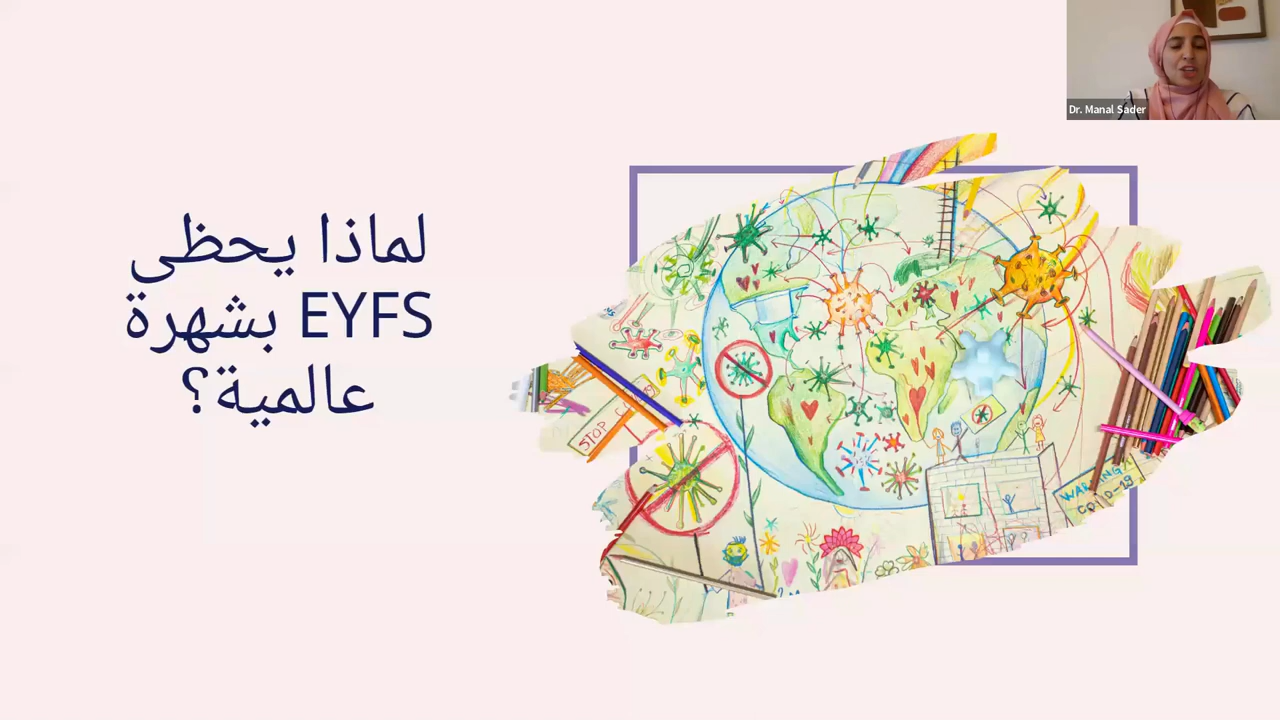 لماذا يحظى
EYFS بشهرة
عالمية؟
Dr. Manal Sader
STOP
WARNING!
COVID-19